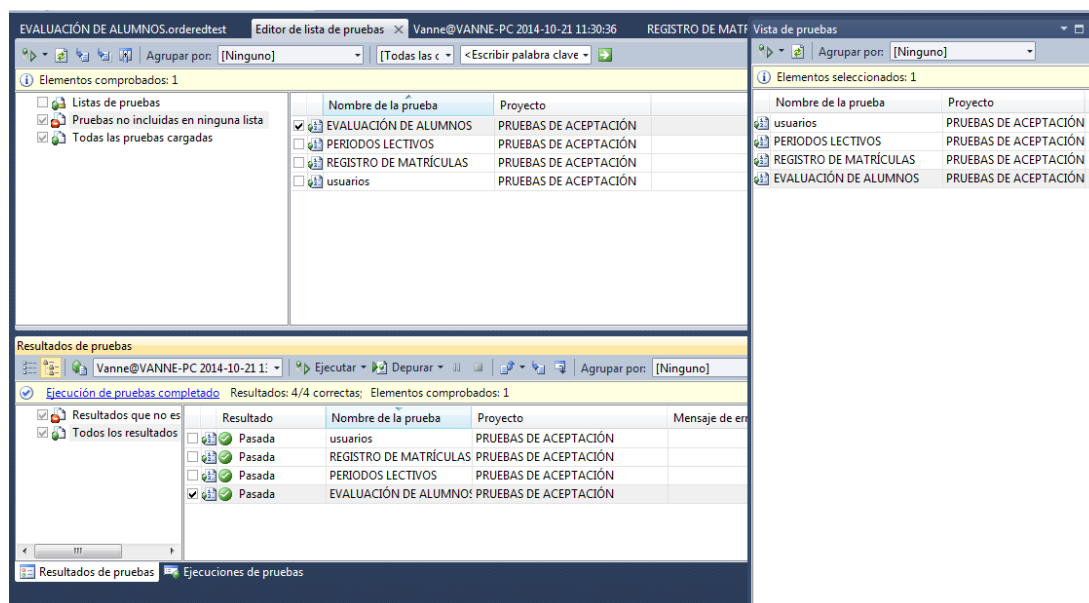 EVALUACIÓN DE ALUMNOS.orderedtest Editor de lista de pruebas Vanne@VANNE-PC 2014-10-21 11:30:36 REGISTRO DE MATR
Agrupar por: [Ninguno] [Todas las c <Escribir palabra clave
Elementos comprobados: 1
Listas de pruebas
Pruebas no incluidas en ninguna lista
Todas las pruebas cargadas
Nombre de la prueba Proyecto
EVALUACIÓN DE ALUMNOS PRUEBAS DE ACEPTACIÓN
PERIODOS LECTIVOS PRUEBAS DE ACEPTACIÓN
REGISTRO DE MATRÍCULAS PRUEBAS DE ACEPTACIÓN
usuarios PRUEBAS DE ACEPTACIÓN
Vista de pruebas
Agrupar por: [Ninguno]
Elementos seleccionados: 1
Nombre de la prueba Proyecto
usuarios PRUEBAS DE ACEPTACIÓN
PERIODOS LECTIVOS PRUEBAS DE ACEPTACIÓN
REGISTRO DE MATRÍCULAS PRUEBAS DE ACEPTACIÓN
EVALUACIÓN DE ALUMNOS PRUEBAS DE ACEPTACIÓN
Resultados de pruebas
Vanne@VANNE-PC 2014-10-21 1: Ejecutar Depurar Agrupar por: [Ninguno]
Ejecución de pruebas completado Resultados: 4/4 correctas; Elementos comprobados: 1
Resultados que no es
Todos los resultados
Resultado Nombre de la prueba Proyecto Mensaje de err
Pasada usuarios PRUEBAS DE ACEPTACIÓN
Pasada REGISTRO DE MATRÍCULAS PRUEBAS DE ACEPTACIÓN
Pasada PERIODOS LECTIVOS PRUEBAS DE ACEPTACIÓN
Pasada EVALUACIÓN DE ALUMNOS PRUEBAS DE ACEPTACIÓN
Resultados de pruebas Ejecuciones de pruebas